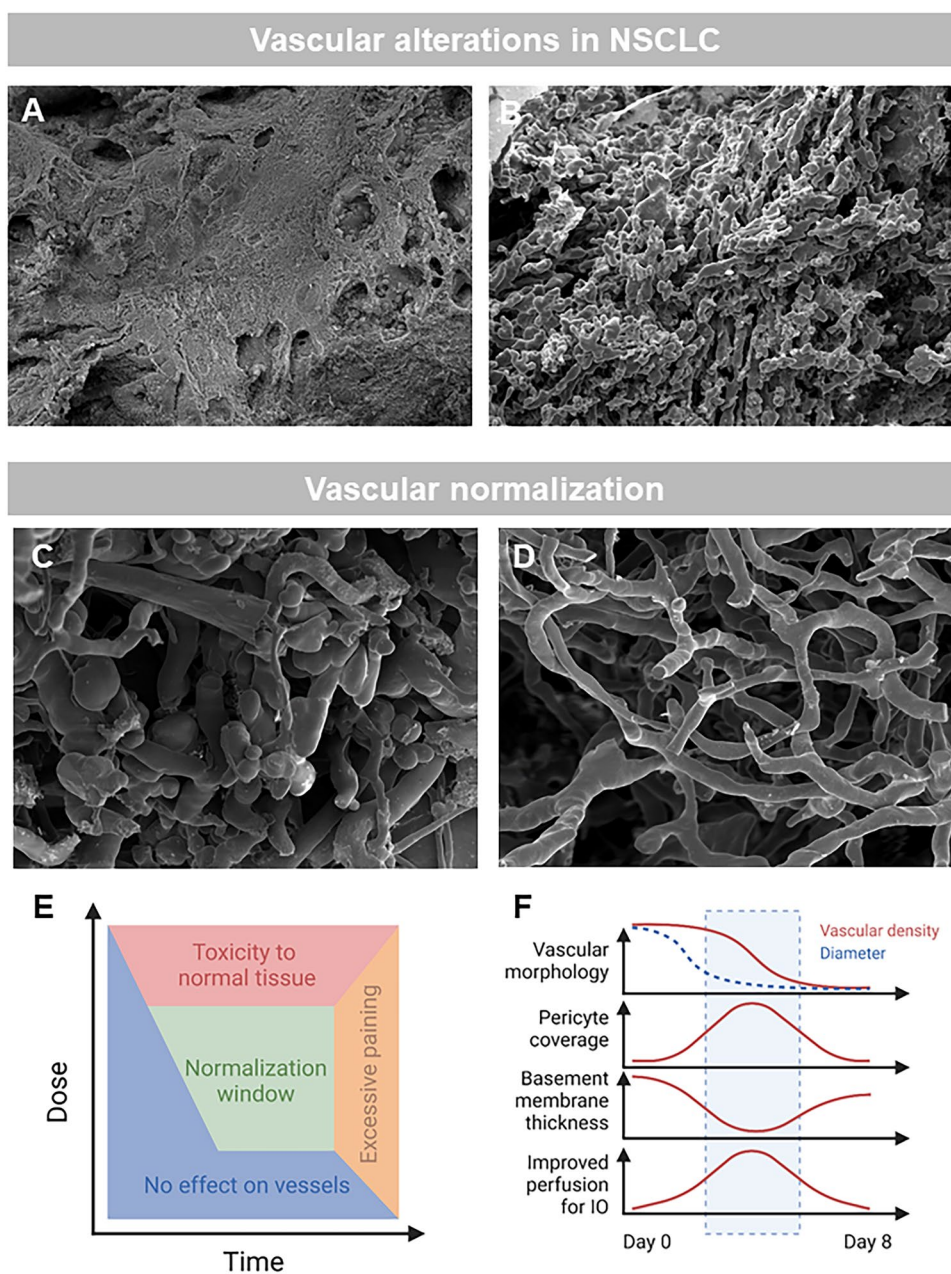 Vascular alterations in NSCLC
A
B
Vascular normalization
C
D
E
Toxicity to
normal tissue
Normalization
window
Excessive paining
No effect on vessels
Dose
Time
F
Vascular density
Diameter
Vascular
morphology
Pericyte
coverage
Basement
membrane
thickness
Improved
perfusion
for IO
Day 0
Day 8